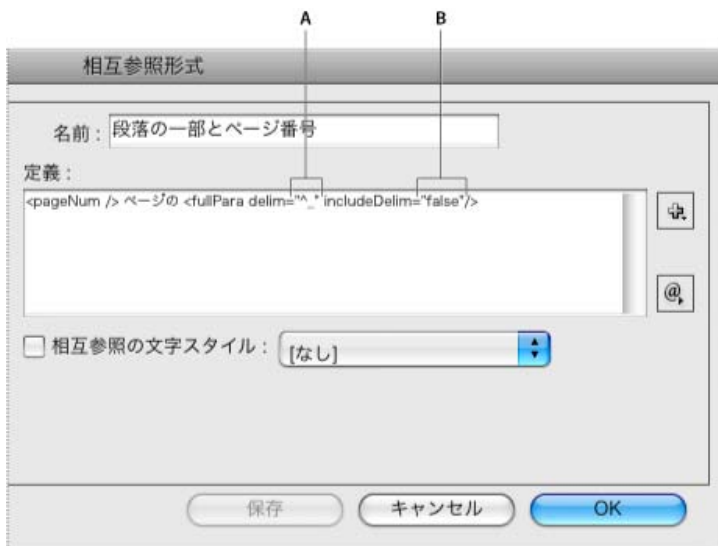 A B
相互参照形式
名前 : 段落の一部とページ番号
定義 :
<pageNum /> ページの <fullPara delim="^_" includeDelim="false"/>
@
相互参照の文字スタイル : [なし]
保存 キャンセル OK